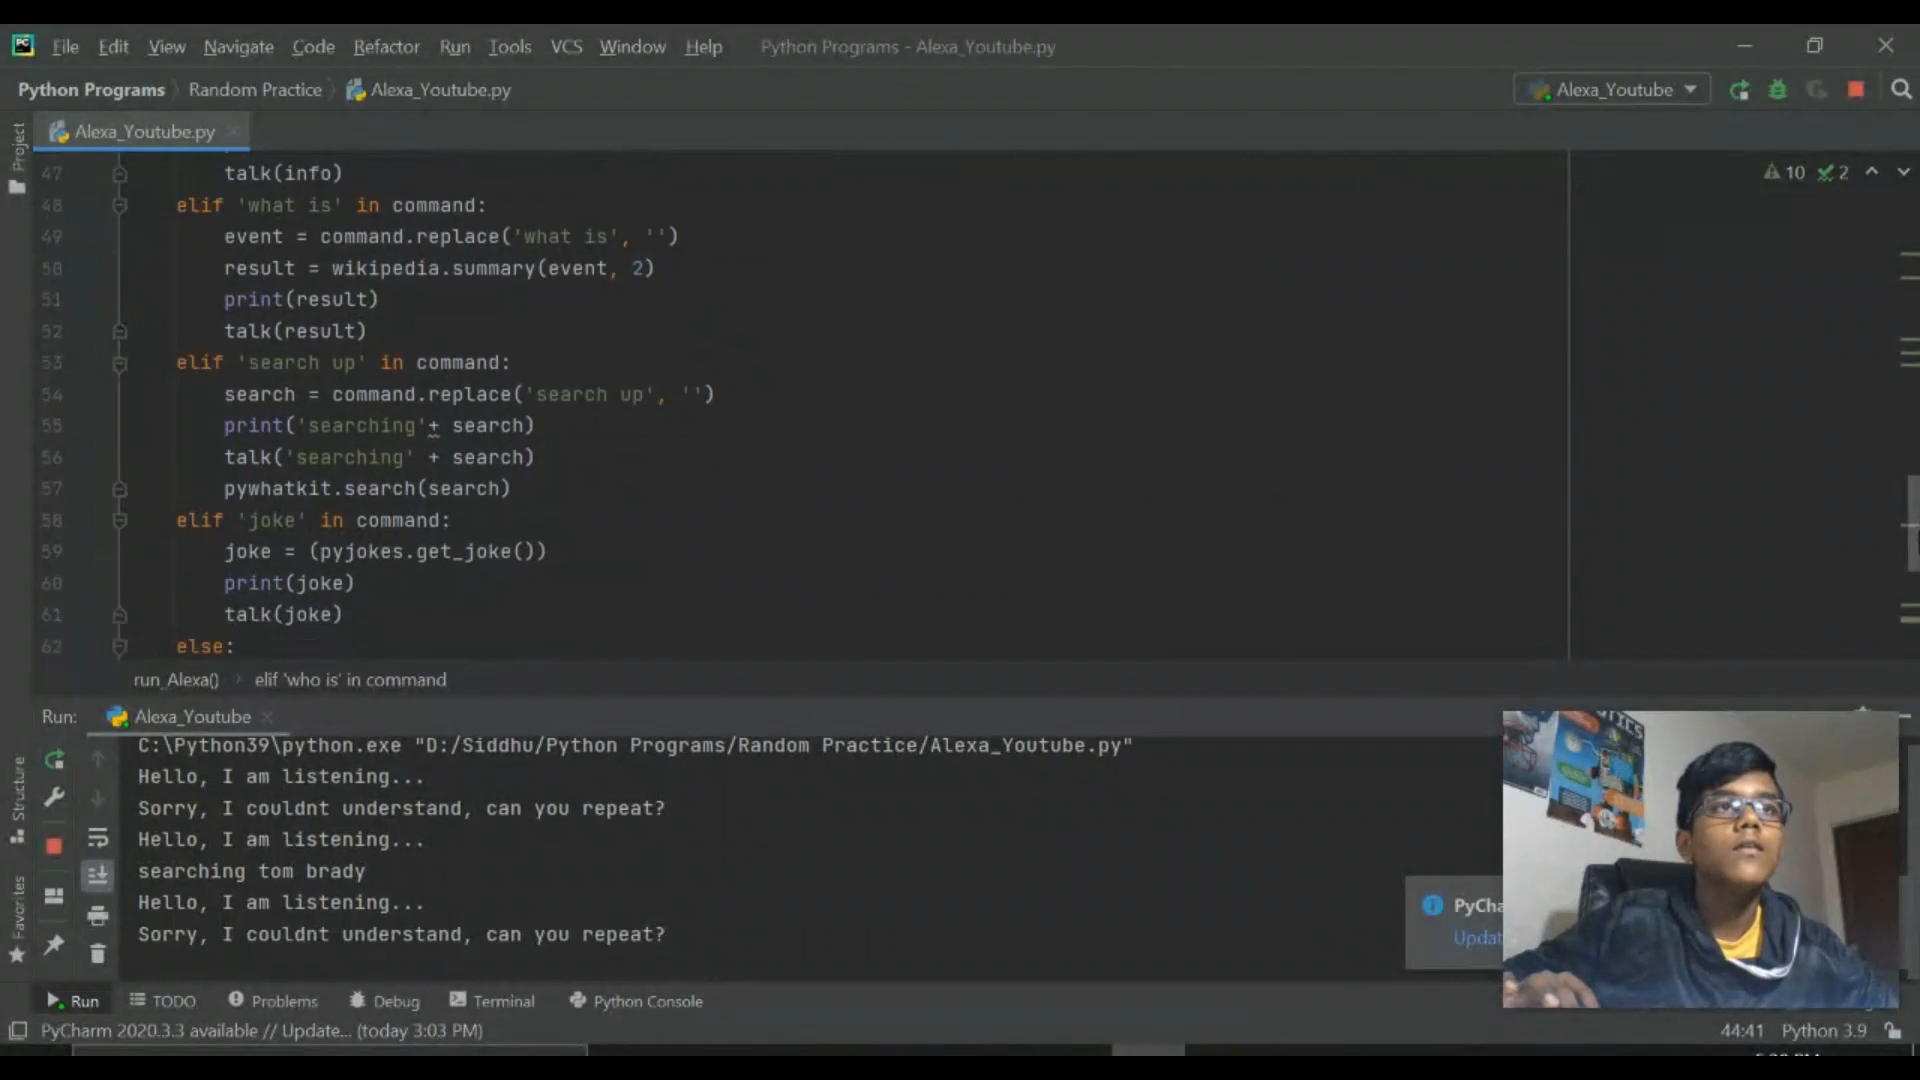 PC File Edit View Navigate Code Refactor Run Tools VCS Window Help Python Programs - Alexa_Youtube.py
Python Programs Random Practice Alexa_Youtube.py Alexa_Youtube
Alexa_Youtube.py
Project
10 2
47 talk(info)
48 elif 'what is' in command:
49 event = command.replace('what is', '')
50 result = wikipedia.summary(event, 2)
51 print(result)
52 talk(result)
53 elif 'search up' in command:
54 search = command.replace('search up', '')
55 print('searching'+ search)
56 talk('searching' + search)
57 pywhatkit.search(search)
58 elif 'joke' in command:
59 joke = (pyjokes.get_joke())
60 print(joke)
61 talk(joke)
62 else:
run_Alexa() elif 'who is' in command
Run: Alexa_Youtube
C:\Python39\python.exe "D:/Siddhu/Python Programs/Random Practice/Alexa_Youtube.py"
Hello, I am listening...
Sorry, I couldnt understand, can you repeat?
Hello, I am listening...
searching tom brady
Hello, I am listening...
Sorry, I couldnt understand, can you repeat?
Structure
Favorites
PyCha
Updat
Run TODO Problems Debug Terminal Python Console
PyCharm 2020.3.3 available // Update... (today 3:03 PM) 44:41 Python 3.9